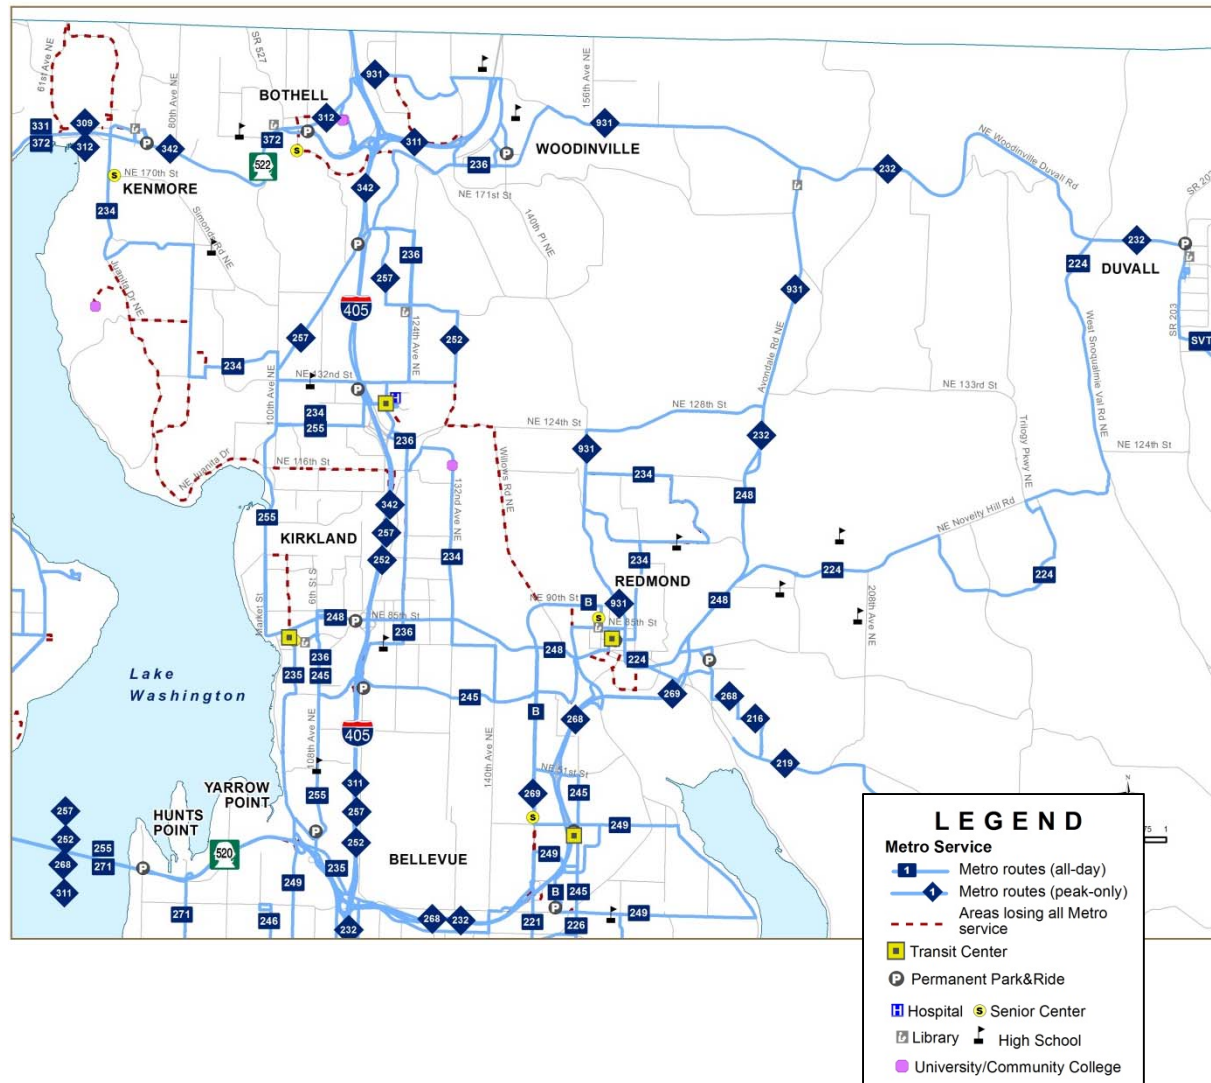 61st Ave NE
SR 527
80th Ave NE
156th Ave NE
BOTHELL
931
312
372
309
331
372
312
342
522
311
236
931
WOODINVILLE
NE 170th St
KENMORE
NE 171st St
342
232
NE Woodinville Duvall Rd
234
Simonds Rd NE
140th Pl NE
232
DUVALL
224
236
257
Juanita Dr NE
405
931
SR 203
SVT
257
124th Ave NE
252
234
NE 132nd St
Avondale Rd NE
West Snoqualmie Val Rd NE
NE 133rd St
100th Ave NE
H
234
255
NE 128th St
NE 124th St
236
931
232
Trilogy Pkwy NE
NE 124th St
NE Juanita Dr
NE 116th St
Willows Rd NE
132nd Ave NE
234
248
342
255
NE Novelty Hill Rd
KIRKLAND
257
252
234
234
REDMOND
224
224
6th St S
NE 90th St
B
931
248
208th Ave NE
Market St
248
NE 85th St
NE 85th St
236
236
248
224
235
245
Lake
Washington
245
269
268
268
B
216
405
108th Ave NE
140th Ave NE
219
NE 51st St
YARROW
POINT
311
255
269
245
HUNTS
POINT
257
257
249
252
255
252
520
BELLEVUE
249
268
271
235
311
249
B
245
271
246
232
268
232
221
226
249
N
75 1
LEGEND
Metro Service
1 Metro routes (all-day)
1 Metro routes (peak-only)
Areas losing all Metro
service
Transit Center
P Permanent Park&Ride
H Hospital S Senior Center
Library High School
University/Community College